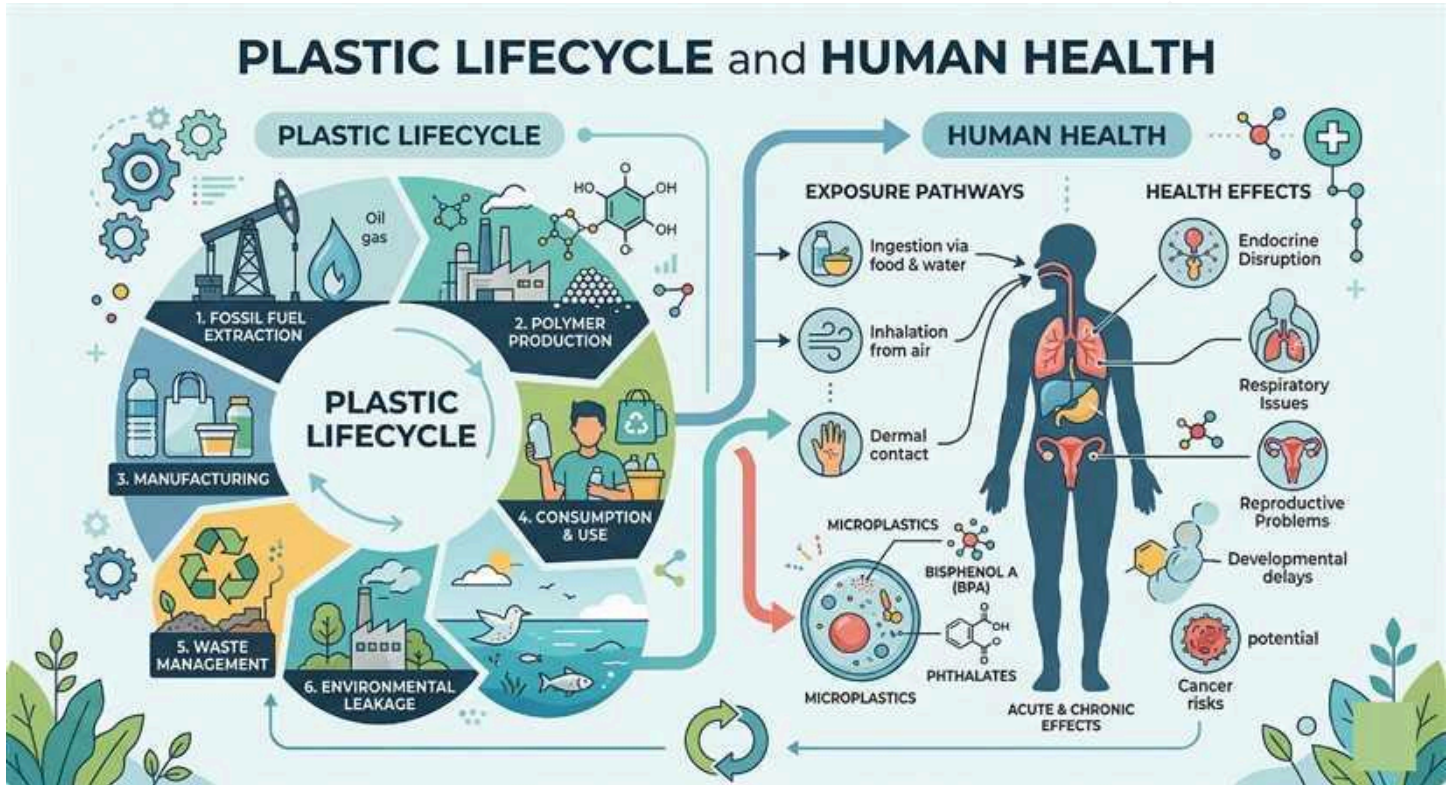 PLASTIC LIFECYCLE and HUMAN HEALTH
PLASTIC LIFECYCLE
Oil
gas
HO
O
OH
OH
O
1. FOSSIL FUEL
EXTRACTION
2. POLYMER
PRODUCTION
PLASTIC
LIFECYCLE
3. MANUFACTURING
4. CONSUMPTION
& USE
5. WASTE
MANAGEMENT
6. ENVIRONMENTAL
LEAKAGE
HUMAN HEALTH
EXPOSURE PATHWAYS
Ingestion via
food & water
Inhalation
from air
Dermal
contact
MICROPLASTICS
BISPHENOL A
(BPA)
O
OH
O
O
PHTHALATES
MICROPLASTICS
ACUTE & CHRONIC
EFFECTS
HEALTH EFFECTS
Endocrine
Disruption
Respiratory
Issues
Reproductive
Problems
Developmental
delays
potential
Cancer
risks